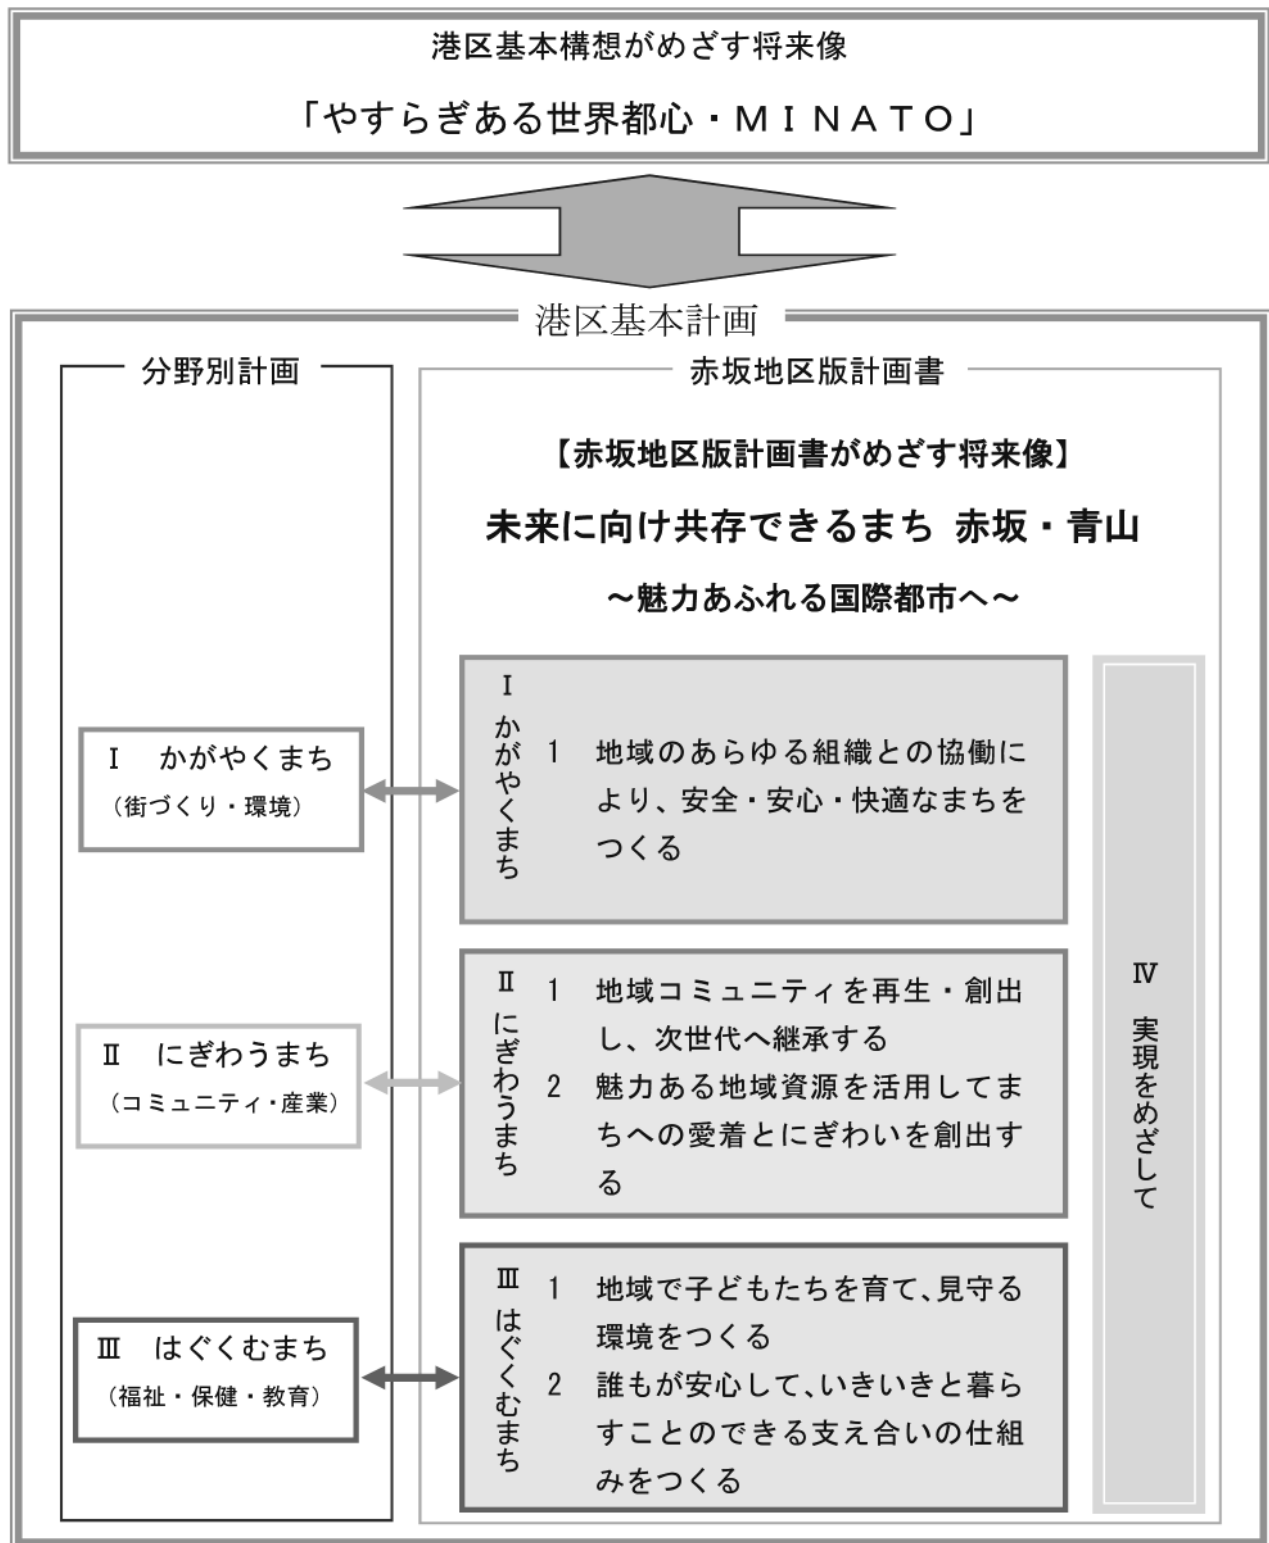 港区基本構想がめざす将来像
「やすらぎある世界都心・ＭＩＮＡＴＯ」
港区基本計画
分野別計画
Ⅰ　かがやくまち
（街づくり・環境）
Ⅱ　にぎわうまち
（コミュニティ・産業）
Ⅲ　はぐくむまち
（福祉・保健・教育）
赤坂地区版計画書
【赤坂地区版計画書がめざす将来像】
未来に向け共存できるまち 赤坂・青山
～魅力あふれる国際都市へ～
Ⅰ かがやくまち
1　地域のあらゆる組織との協働に
より、安全・安心・快適なまちを
つくる
Ⅱ にぎわうまち
1　地域コミュニティを再生・創出
し、次世代へ継承する
2　魅力ある地域資源を活用してま
ちへの愛着とにぎわいを創出す
る
Ⅲ はぐくむまち
1　地域で子どもたちを育て、見守る
環境をつくる
2　誰もが安心して、いきいきと暮ら
すことのできる支え合いの仕組
みをつくる
Ⅳ 実現をめざして